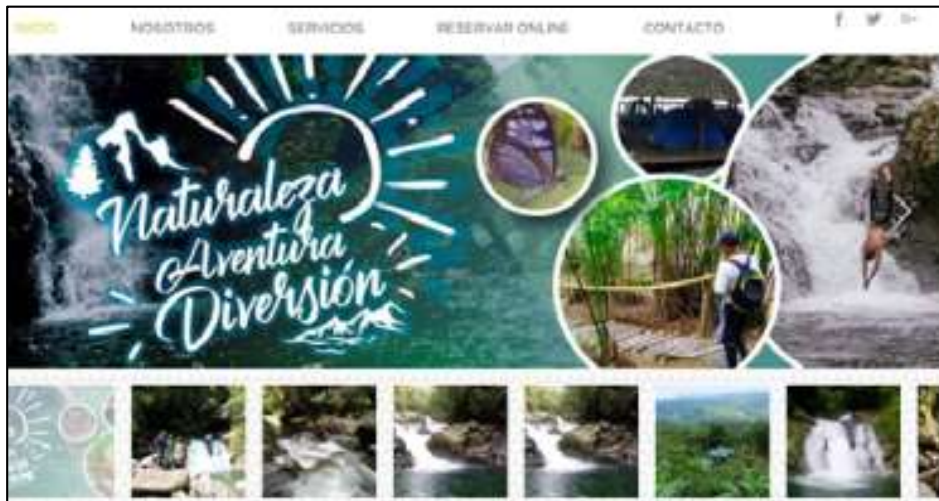 INICIO
NOSOTROS
SERVICIOS
RESERVAR ONLINE
CONTACTO
f G+
Naturaleza
Aventura
Diversión